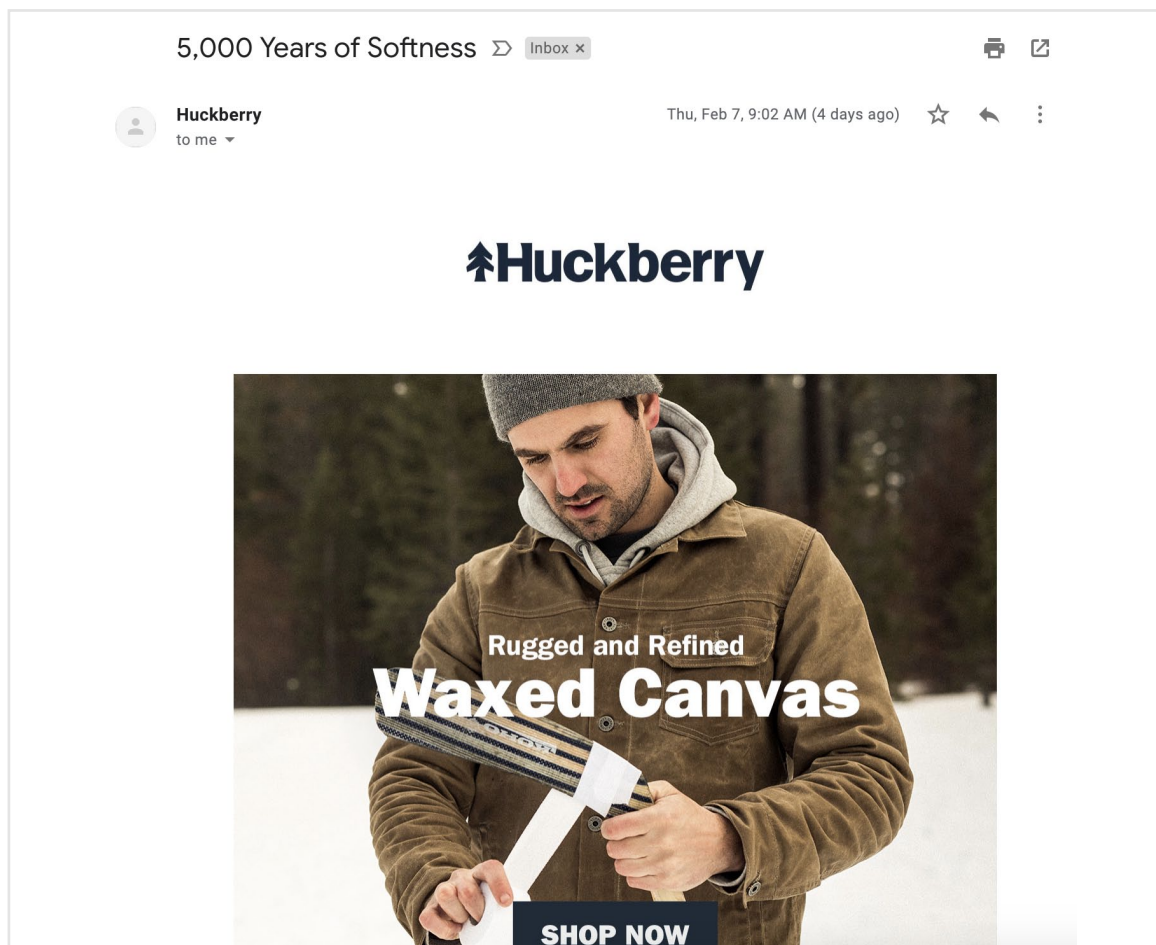 5,000 Years of Softness Inbox ×
Huckberry Thu, Feb 7, 9:02 AM (4 days ago)
to me
Huckberry
Rugged and Refined
Waxed Canvas
SHOP NOW